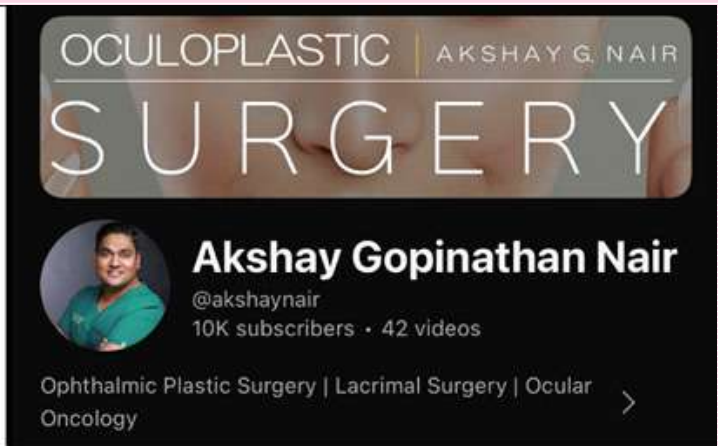 OCULOPLASTIC | AKSHAY G. NAIR
SURGERY
Akshay Gopinathan Nair
@akshaynair
10K subscribers • 42 videos
Ophthalmic Plastic Surgery | Lacrimal Surgery | Ocular
Oncology